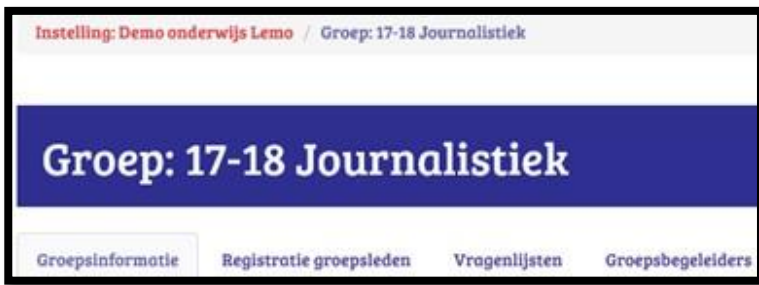 Instelling: Demo onderwijs Lemo / Groep: 17-18 Journalistiek
Groep: 17-18 Journalistiek
Groepsinformatie Registratie groepsleden Vragenlijsten Groepsbegeleiders